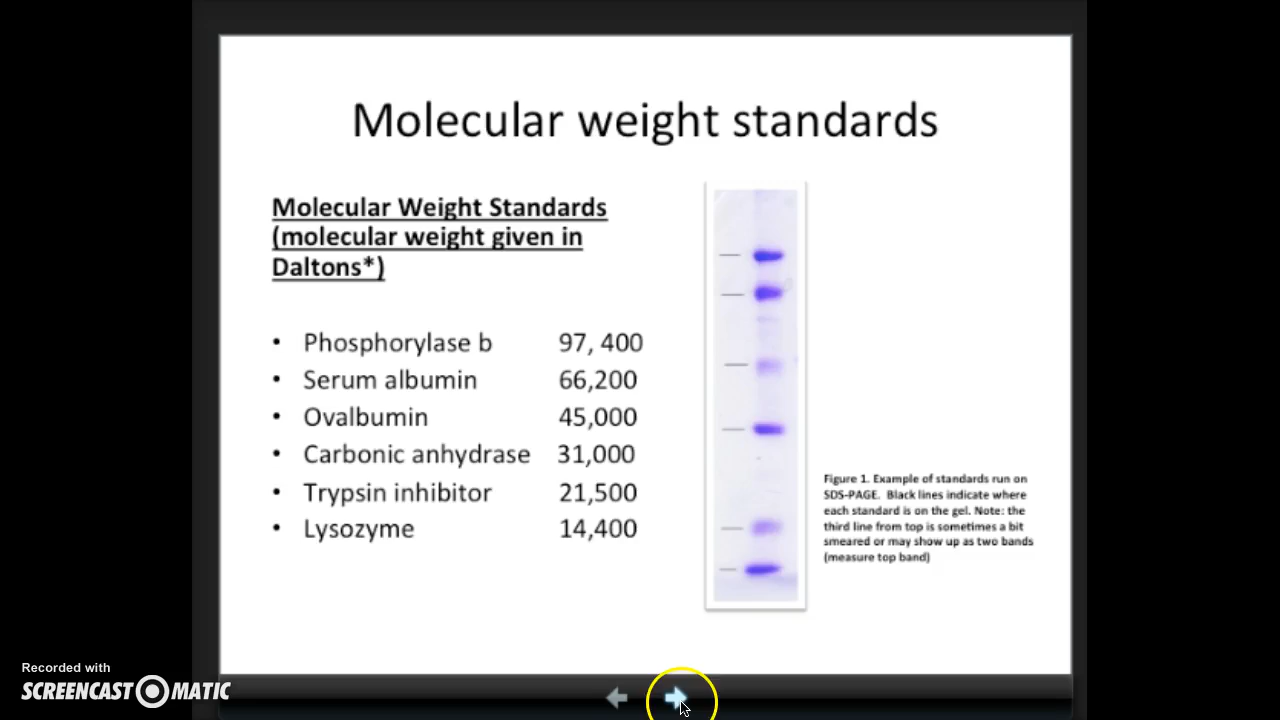 Molecular weight standards
Molecular Weight Standards
(molecular weight given in
Daltons*)
• Phosphorylase b 97, 400
• Serum albumin 66,200
• Ovalbumin 45,000
• Carbonic anhydrase 31,000
• Trypsin inhibitor 21,500
• Lysozyme 14,400
Figure 1. Example of standards run on
SDS-PAGE. Black lines indicate where
each standard is on the gel. Note: the
third line from top is sometimes a bit
smeared or may show up as two bands
(measure top band)
Recorded with
SCREENCAST MATIC